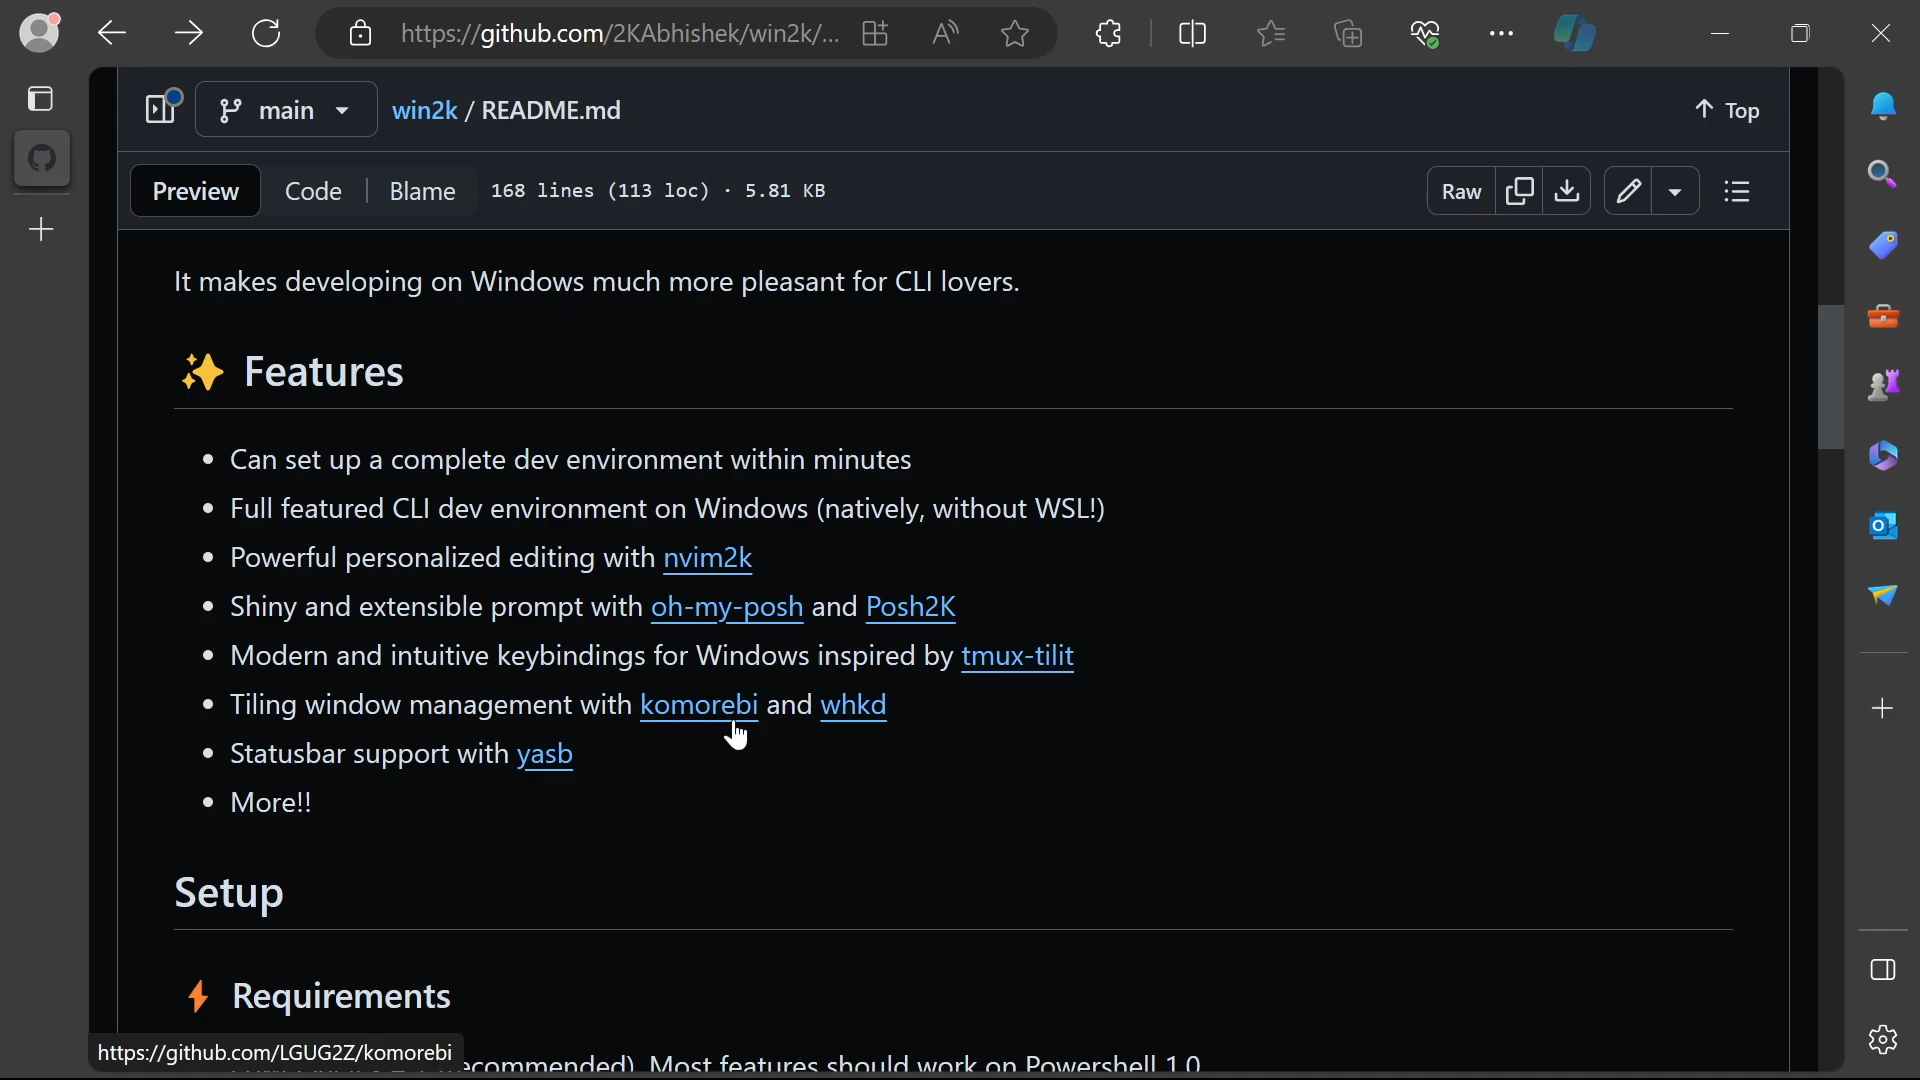 https://github.com/2KAbhishek/win2k/...
main
win2k / README.md
Top
Preview
Code
Blame
168 lines (113 loc) · 5.81 KB
Raw
It makes developing on Windows much more pleasant for CLI lovers.
✨ Features
• Can set up a complete dev environment within minutes
• Full featured CLI dev environment on Windows (natively, without WSL!)
• Powerful personalized editing with nvim2k
• Shiny and extensible prompt with oh-my-posh and Posh2K
• Modern and intuitive keybindings for Windows inspired by tmux-tilit
• Tiling window management with komorebi and whkd
• Statusbar support with yasb
• More!!
Setup
⚡ Requirements
https://github.com/LGUG2Z/komorebi
ecommended). Most features should work on Powershell 1.0